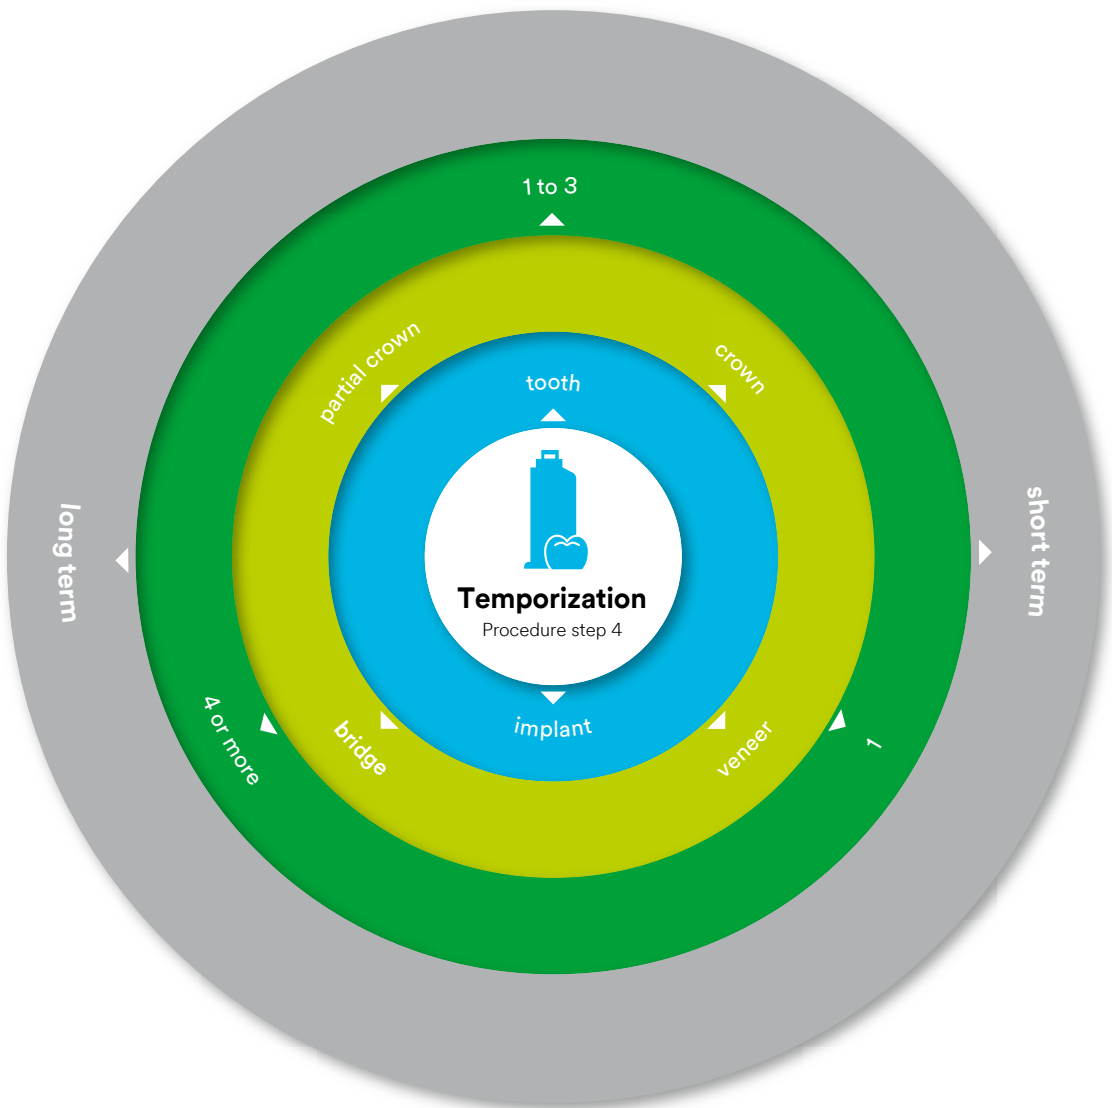 1 to 3
partial crown
crown
tooth
long term
short term
Temporization
Procedure step 4
4 or more
bridge
implant
veneer
1